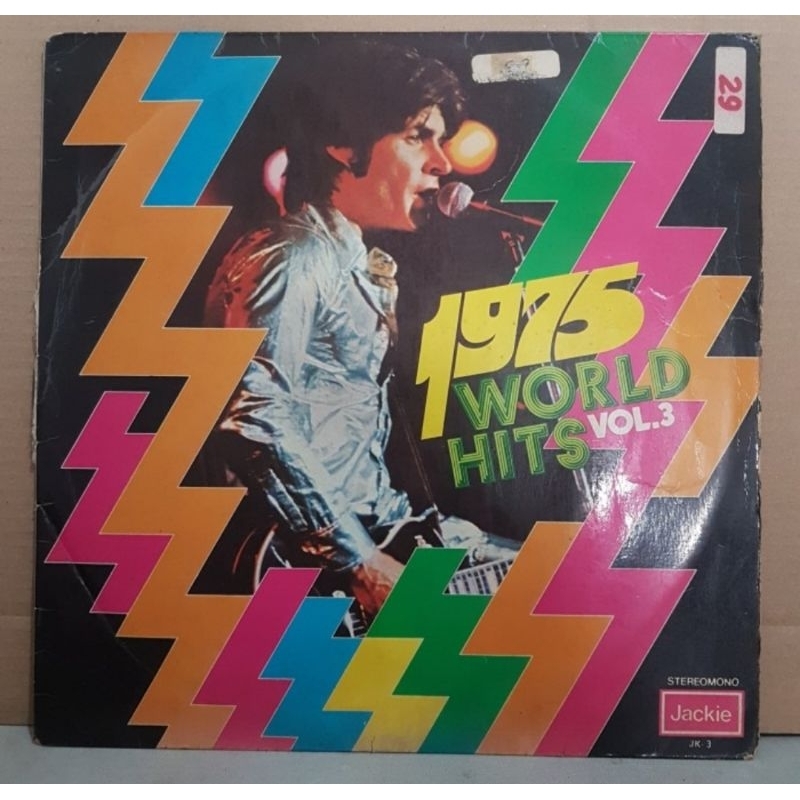 29
1975
WORLD
HITS VOL.3
STEREOMONO
Jackie
JK-3